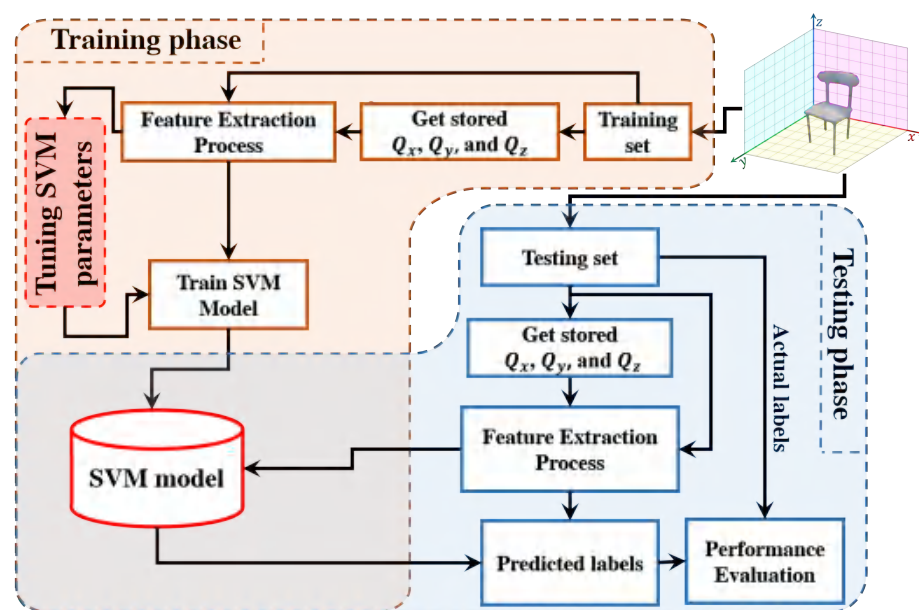 Training phase
z
x
y
Feature Extraction
Process
Get stored
Qx, Qy, and Qz
Training
set
Tuning SVM
parameters
Train SVM
Model
Testing set
Testing phase
Get stored
Qx, Qy, and Qz
Actual labels
Feature Extraction
Process
SVM model
Predicted labels
Performance
Evaluation